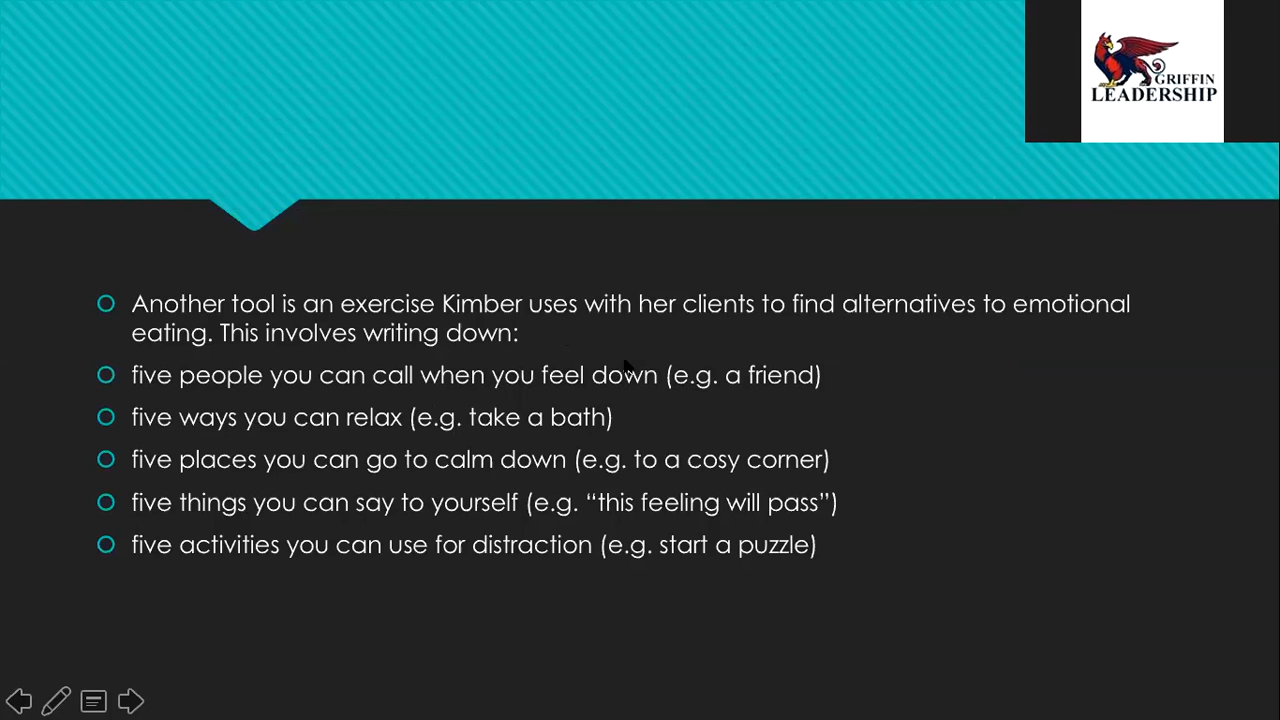 GRIFFIN
LEADERSHIP
Another tool is an exercise Kimber uses with her clients to find alternatives to emotional
eating. This involves writing down:
five people you can call when you feel down (e.g. a friend)
five ways you can relax (e.g. take a bath)
five places you can go to calm down (e.g. to a cosy corner)
five things you can say to yourself (e.g. “this feeling will pass”)
five activities you can use for distraction (e.g. start a puzzle)